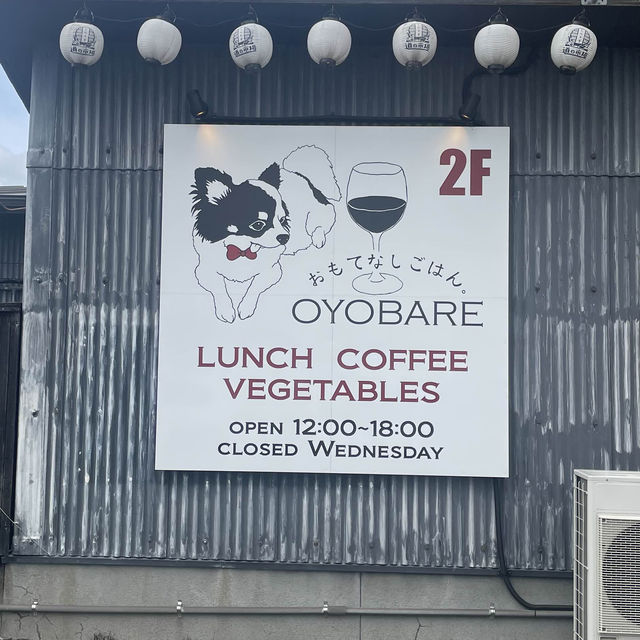 2F
おもてなしごはん。
OYOBARE
LUNCH COFFEE
VEGETABLES
OPEN 12:00~18:00
CLOSED WEDNESDAY